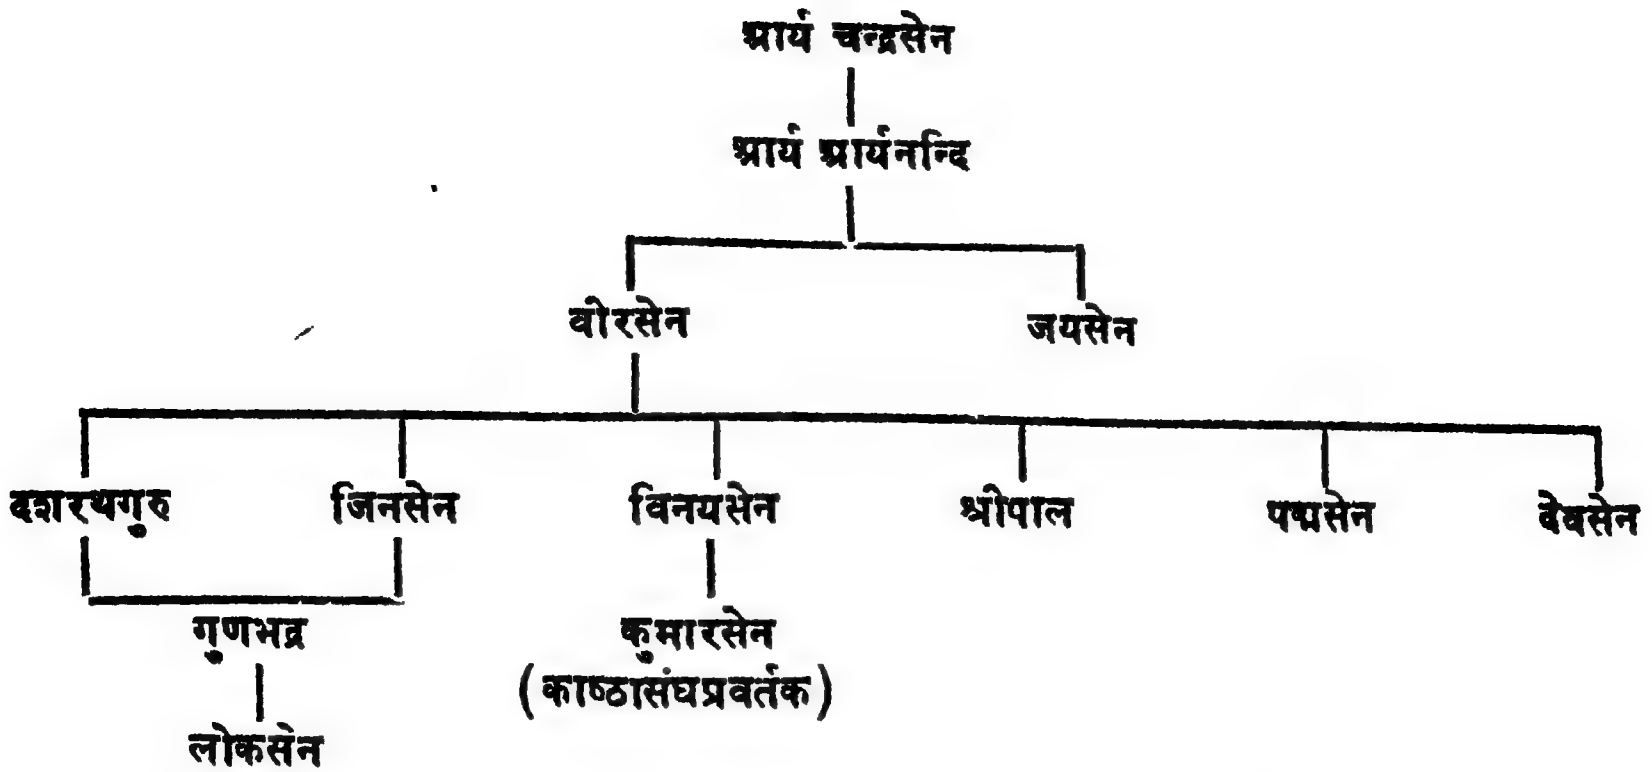 आर्य चन्द्रसेन
आर्य आर्यनन्दि
वीरसेन जयसेन
दशरथगुरु जिनसेन विनयसेन श्रीपाल पद्मसेन देवसेन
गुणभद्र कुमारसेन
(काष्ठासंघप्रवर्तक)
लोकसेन